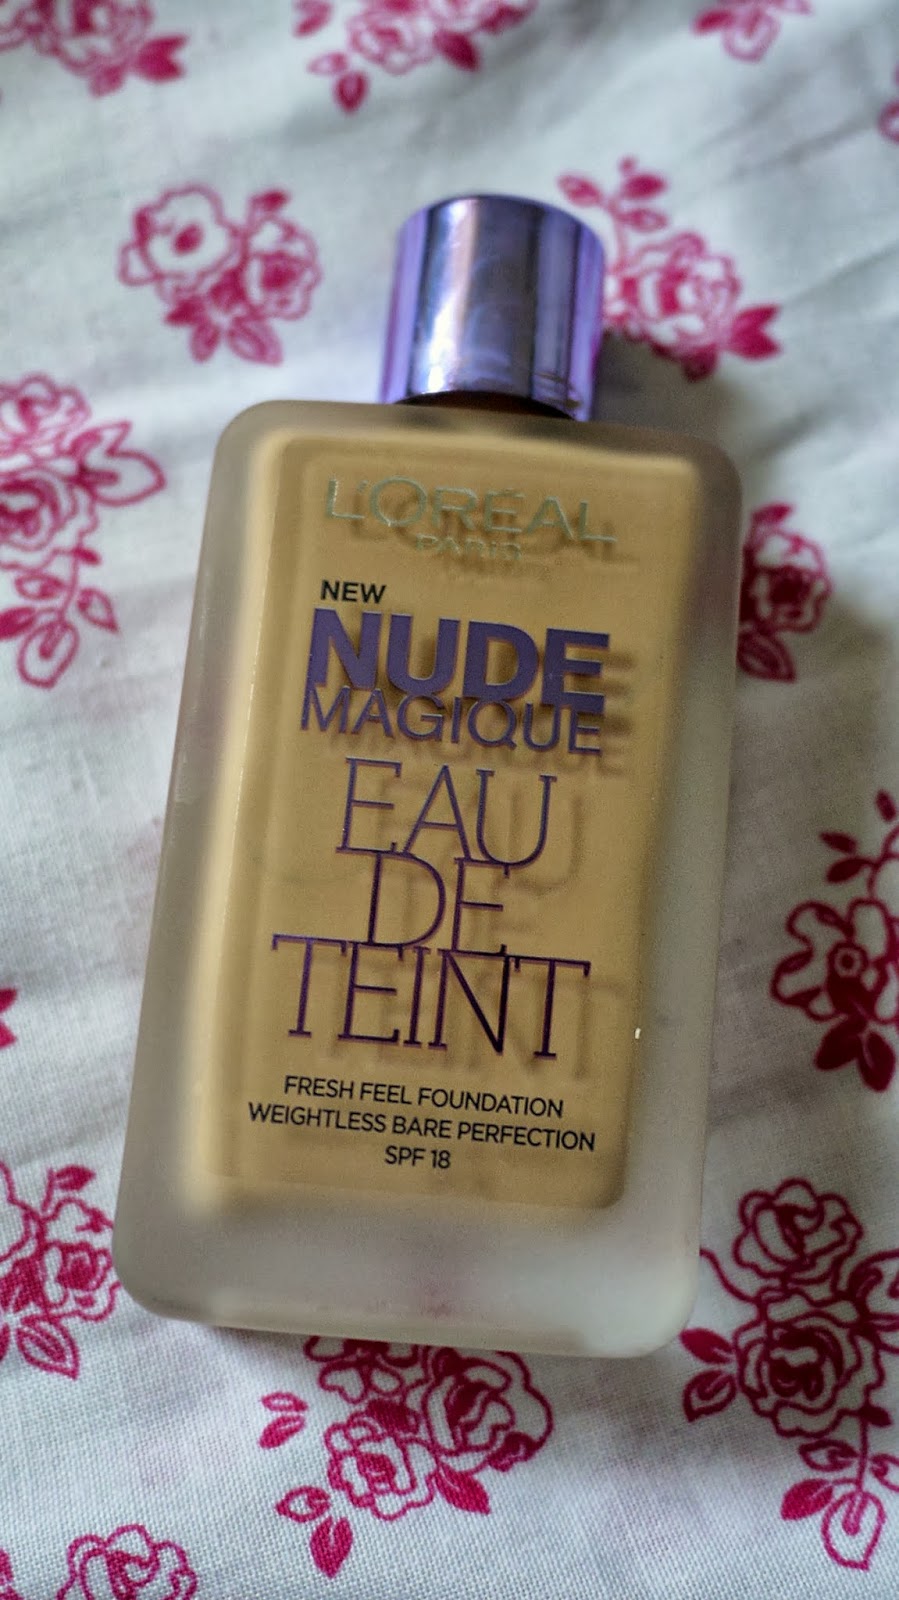 L'ORÉAL
PARIS
NEW
NUDE
MAGIQUE
EAU
DE
TEINT
FRESH FEEL FOUNDATION
WEIGHTLESS BARE PERFECTION
SPF 18